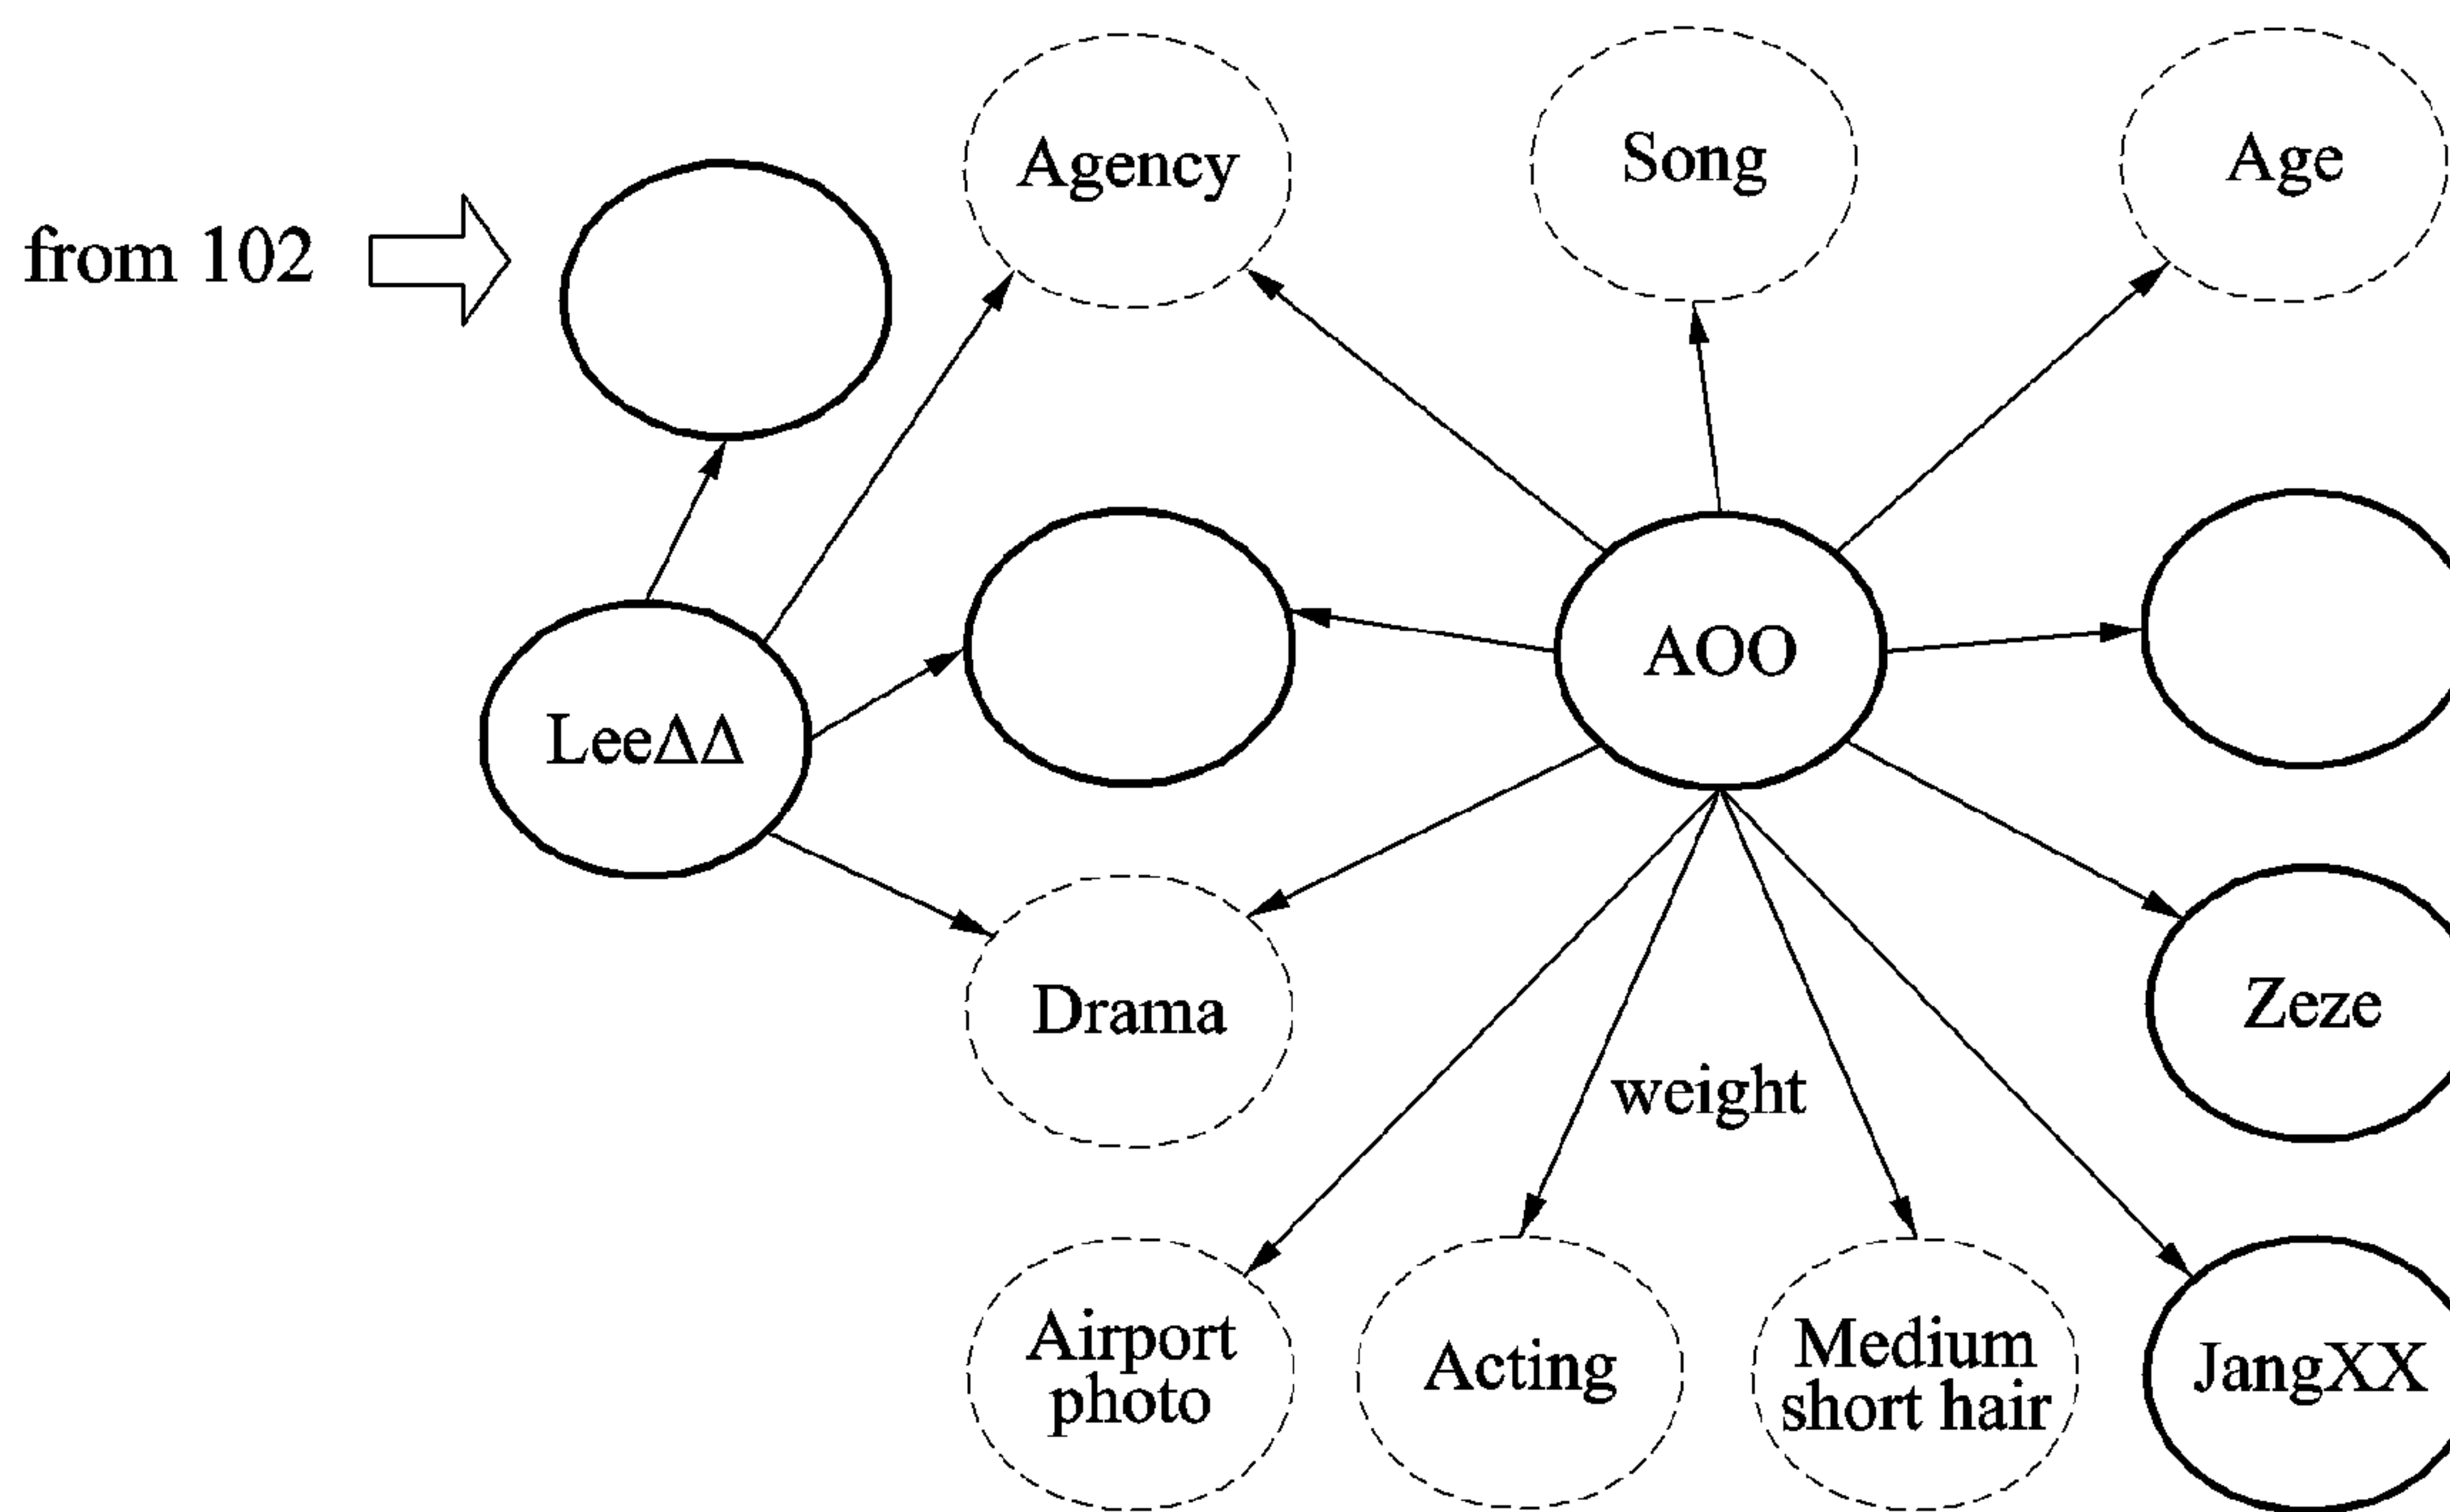 Agency
Song
Age
from 102
AOO
LeeΔΔ
Drama
Zeze
weight
Airport
photo
Acting
Medium
short hair
JangXX